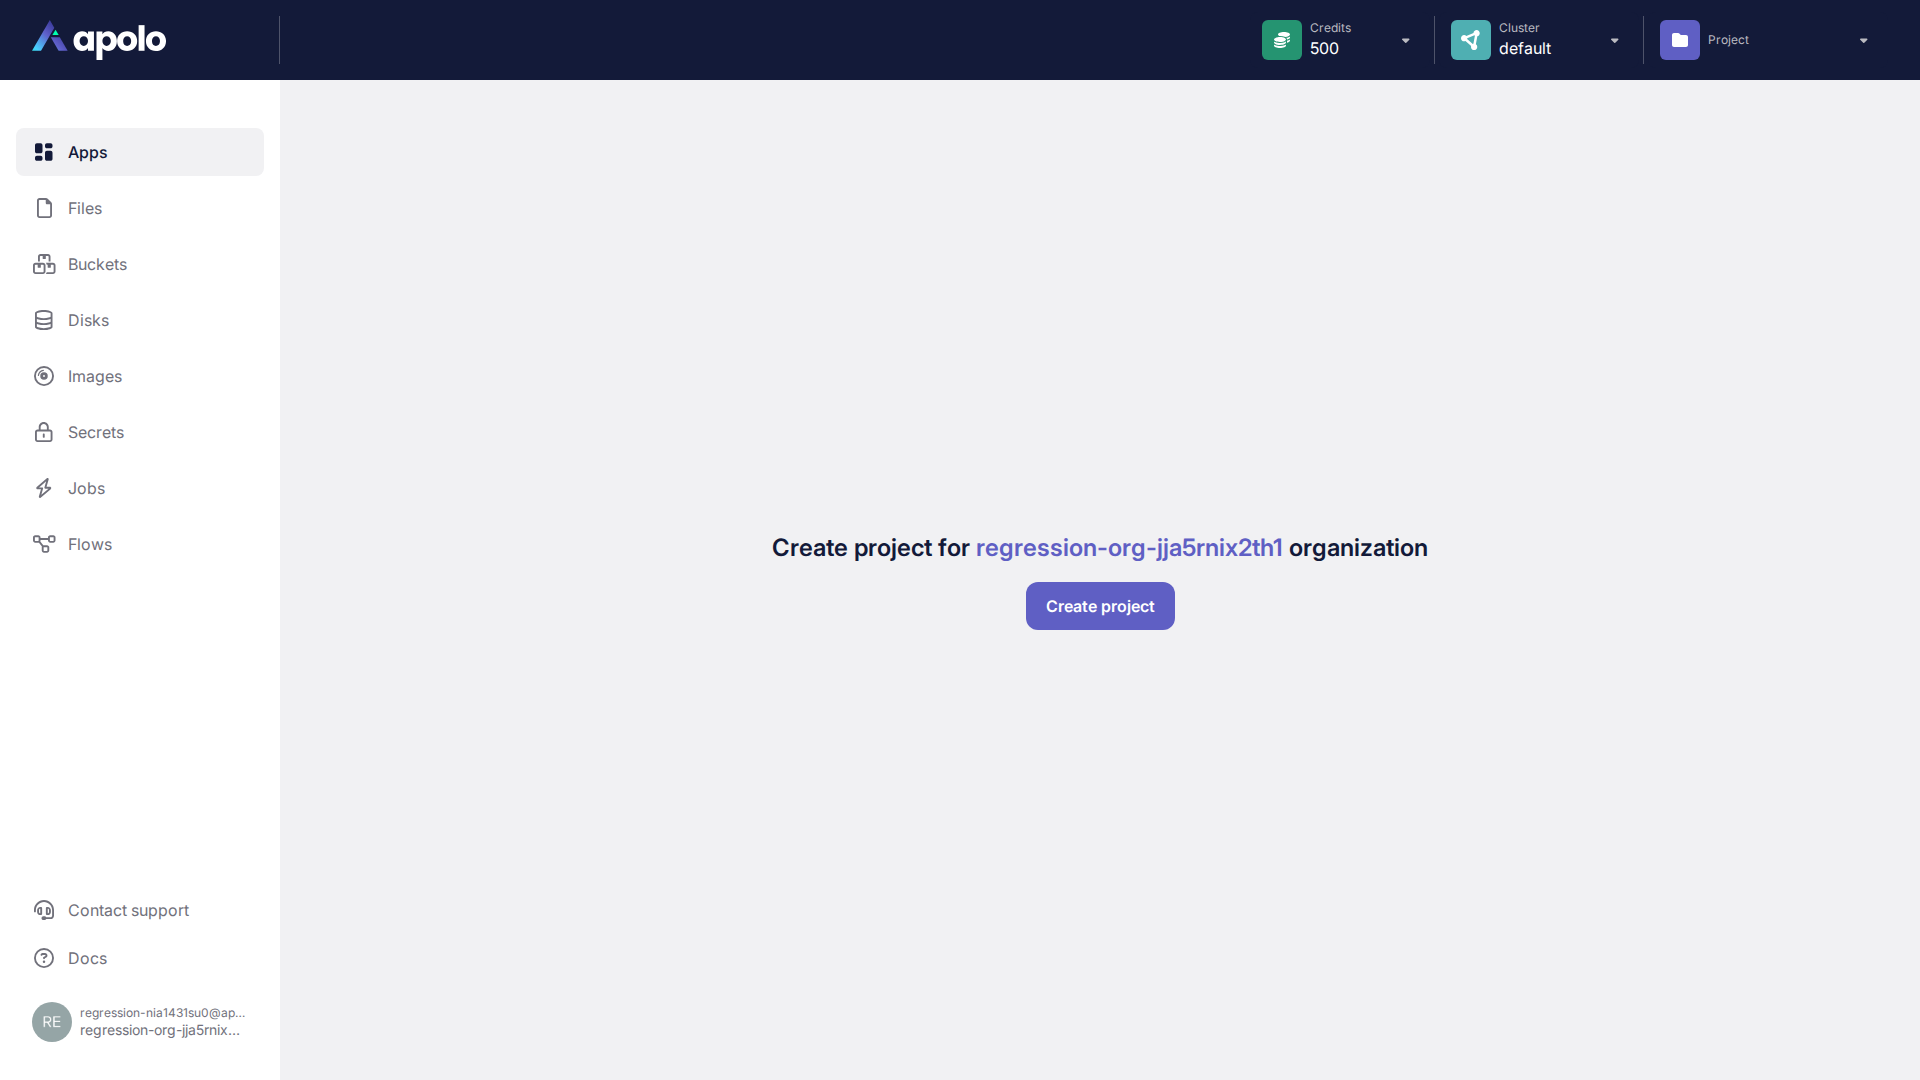 apolo
Credits
500
Cluster
default
Project
Apps
Files
Buckets
Disks
Images
Secrets
Jobs
Flows
Create project for regression-org-jja5rnix2th1 organization
Create project
Contact support
Docs
RE
regression-nia1431su0@ap...
regression-org-jja5rnix...